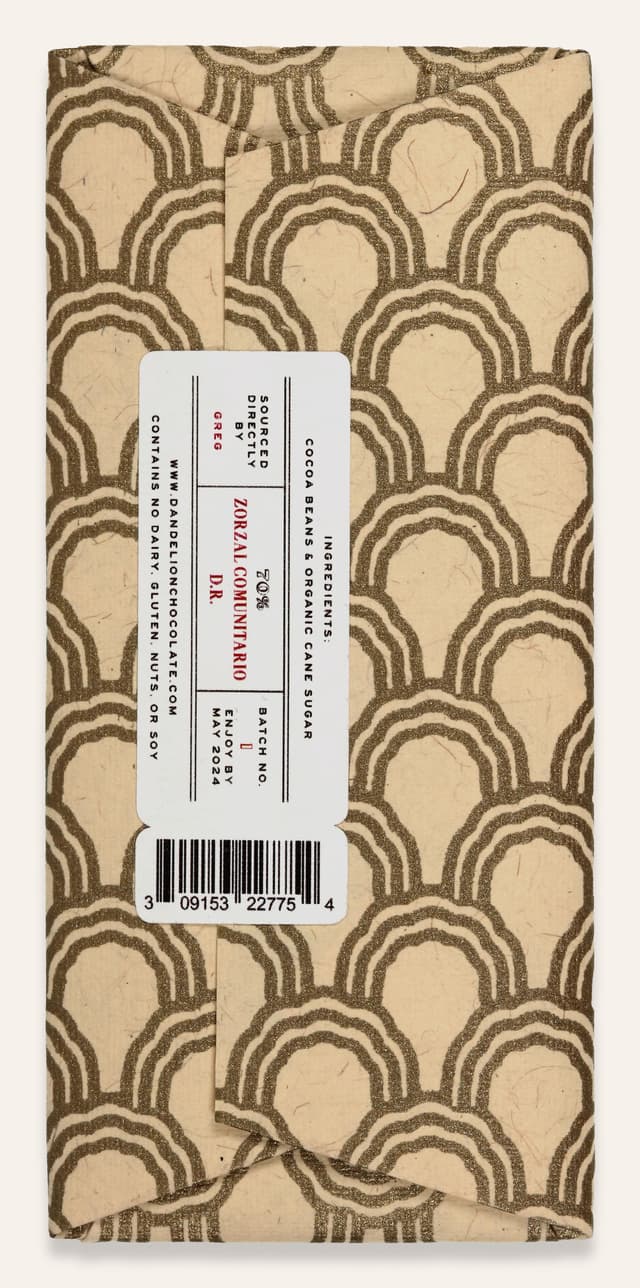 INGREDIENTS:
COCOA BEANS & ORGANIC CANE SUGAR
SOURCED
DIRECTLY
BY
GREG
70%
ZORZAL COMUNITARIO
D.R.
BATCH NO.
1
ENJOY BY
MAY 2024
WWW.DANDELIONCHOCOLATE.COM
CONTAINS NO DAIRY, GLUTEN, NUTS, OR SOY
3 09153 22775 4